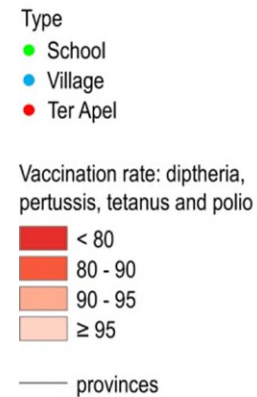 Type
School
Village
Ter Apel
Vaccination rate: diptheria,
pertussis, tetanus and polio
< 80
80 - 90
90 - 95
≥ 95
provinces